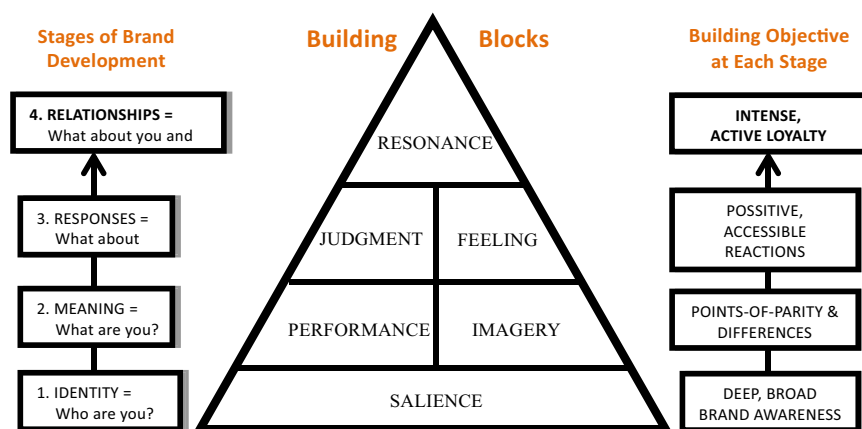 Stages of Brand
Development
4. RELATIONSHIPS =
What about you and
3. RESPONSES =
What about
2. MEANING =
What are you?
1. IDENTITY =
Who are you?
Building Blocks
RESONANCE
JUDGMENT FEELING
PERFORMANCE IMAGERY
SALIENCE
Building Objective
at Each Stage
INTENSE,
ACTIVE LOYALTY
POSSITIVE,
ACCESSIBLE
REACTIONS
POINTS-OF-PARITY &
DIFFERENCES
DEEP, BROAD
BRAND AWARENESS